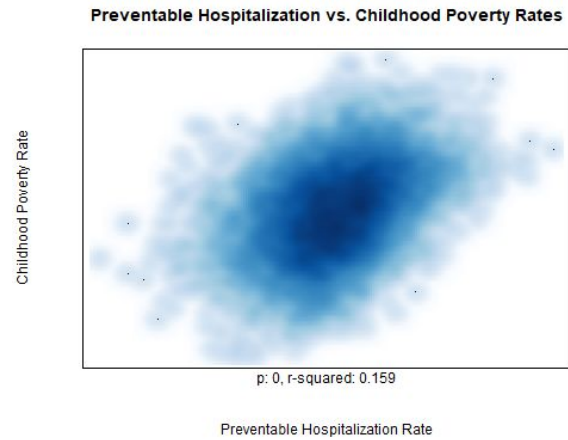 Preventable Hospitalization vs. Childhood Poverty Rates
Childhood Poverty Rate
p: 0, r-squared: 0.159
Preventable Hospitalization Rate